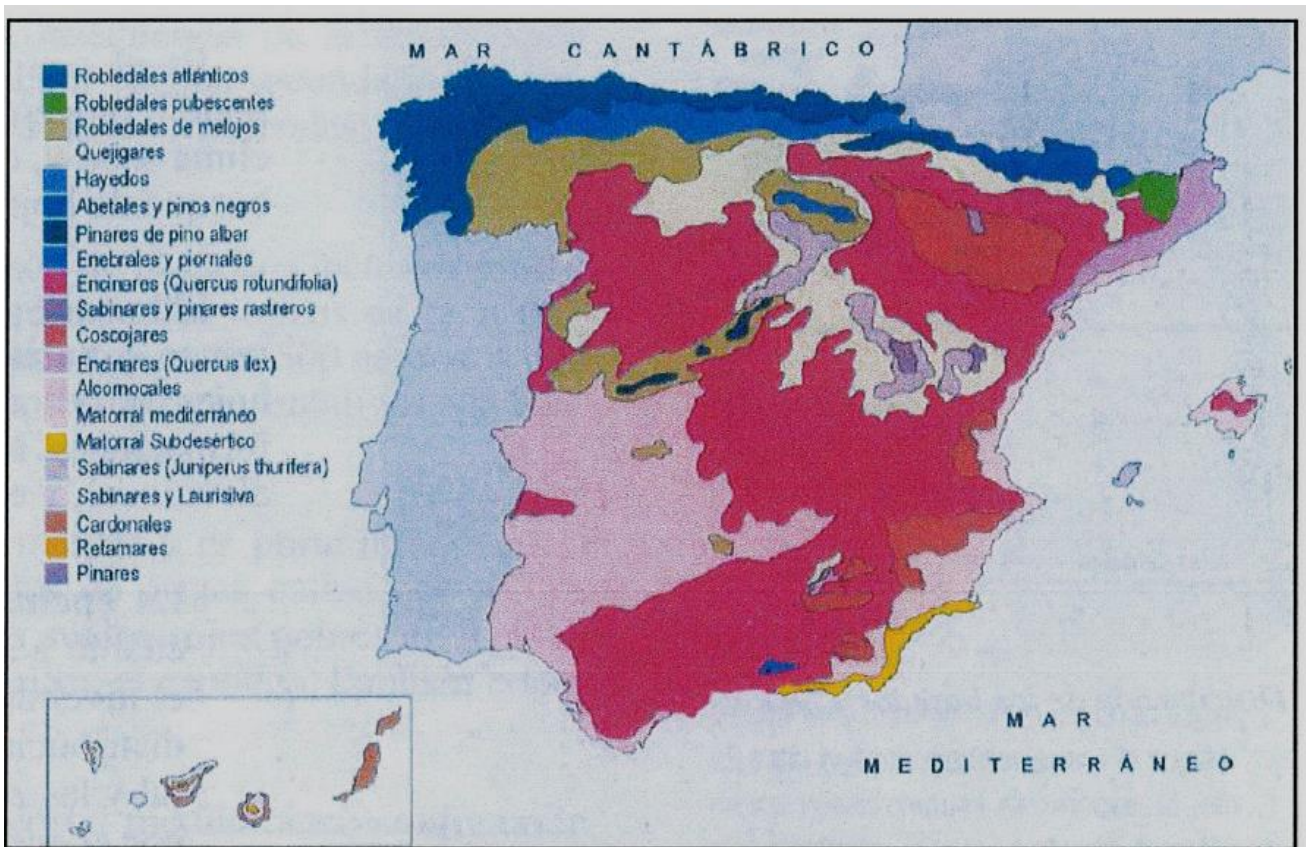 MAR CANTÁBRICO
Robledales atlánticos
Robledales pubescentes
Robledales de melojos
Quejigares
Hayedos
Abetales y pinos negros
Pinares de pino albar
Enebrales y piornales
Encinares (Quercus rotundifolia)
Sabinares y pinares rastreros
Coscojares
Encinares (Quercus ilex)
Alcornocales
Matorral mediterráneo
Matorral Subdesértico
Sabinares (Juniperus thurifera)
Sabinares y Laurisilva
Cardonales
Retamares
Pinares
MAR
MEDITERRÁNEO